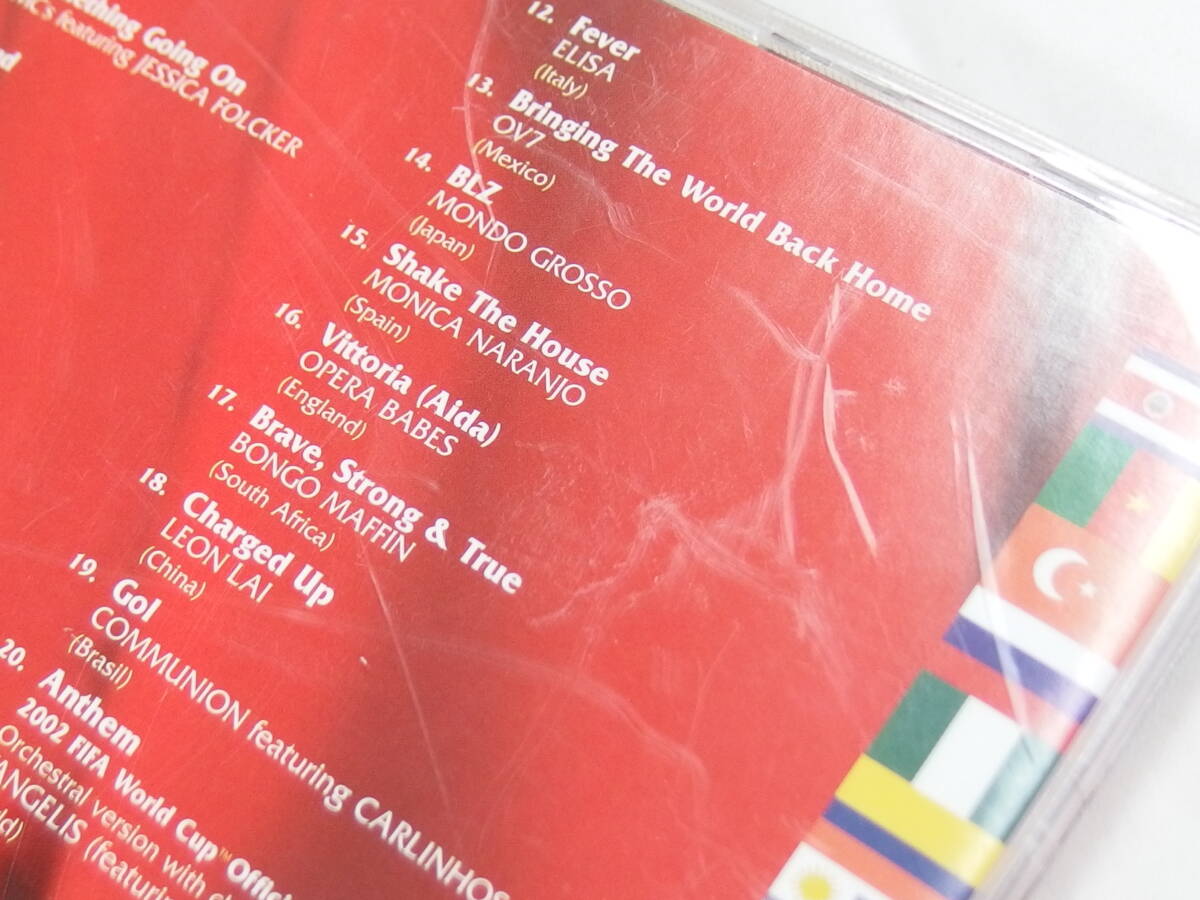 Going On
featuring JESSICA FOLCKER
12. Fever
ELISA
(Italy)
13. Bringing The World Back Home
OV7
(Mexico)
14. BLZ
MONDO GROSSO
(Japan)
15. Shake The House
MONICA NARANJO
(Spain)
16. Vittoria (Aida)
OPERA BABES
(England)
17. Brave, Strong & True
BONGO MAFFIN
(South Africa)
18. Charged Up
LEON LAI
(China)
19. Gol
COMMUNION featuring CARLINHOS
(Brasil)
20. Anthem
2002 FIFA World Cup™
Orchestral version with